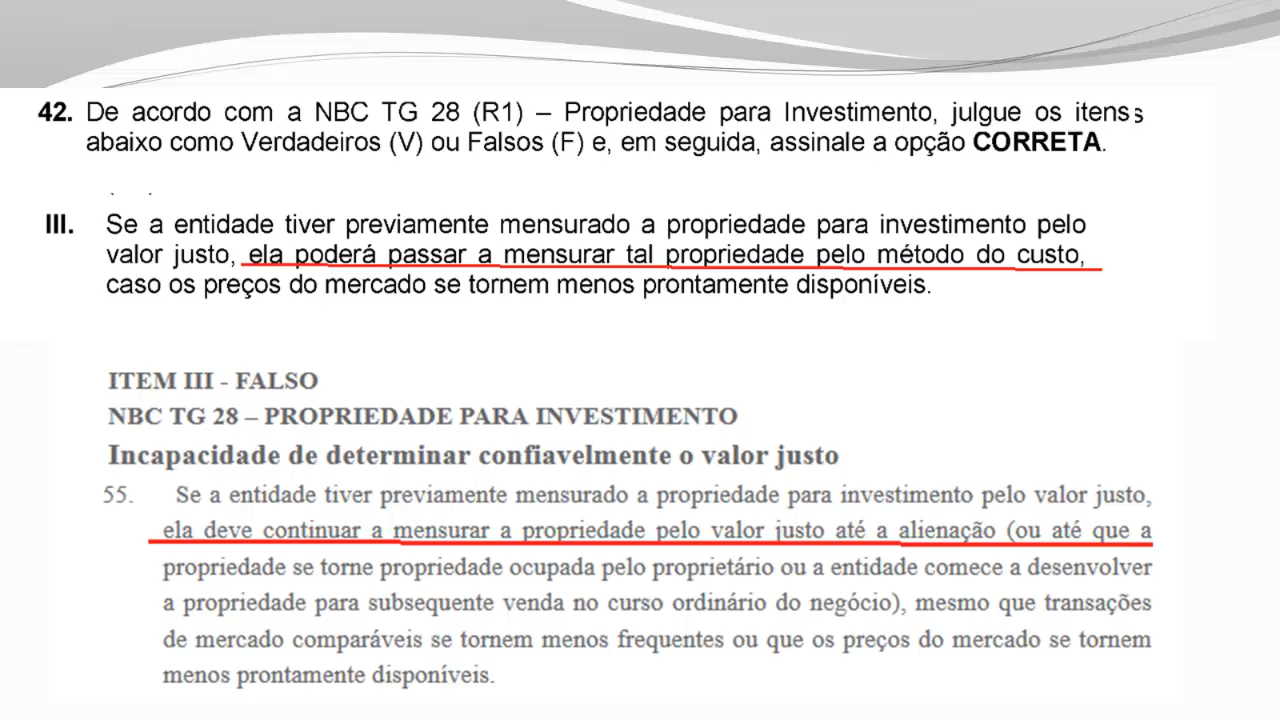 42. De acordo com a NBC TG 28 (R1) – Propriedade para Investimento, julgue os itens
abaixo como Verdadeiros (V) ou Falsos (F) e, em seguida, assinale a opção CORRETA.
III. Se a entidade tiver previamente mensurado a propriedade para investimento pelo
valor justo, ela poderá passar a mensurar tal propriedade pelo método do custo,
caso os preços do mercado se tornem menos prontamente disponíveis.
ITEM III - FALSO
NBC TG 28 – PROPRIEDADE PARA INVESTIMENTO
Incapacidade de determinar confiavelmente o valor justo
55. Se a entidade tiver previamente mensurado a propriedade para investimento pelo valor justo,
ela deve continuar a mensurar a propriedade pelo valor justo até a alienação (ou até que a
propriedade se torne propriedade ocupada pelo proprietário ou a entidade comece a desenvolver
a propriedade para subsequente venda no curso ordinário do negócio), mesmo que transações
de mercado comparáveis se tornem menos frequentes ou que os preços do mercado se tornem
menos prontamente disponíveis.